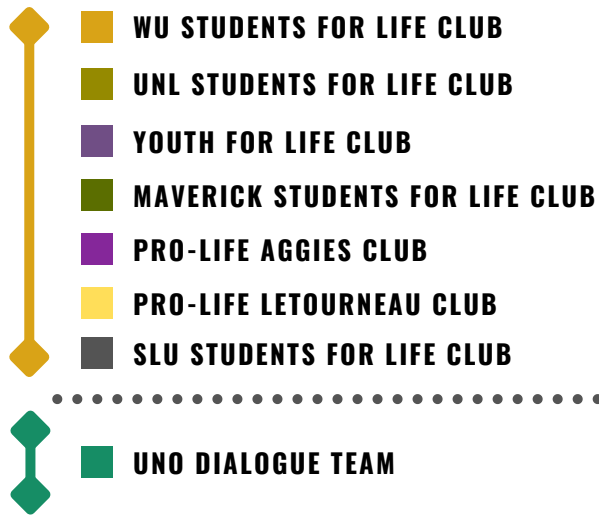 WU STUDENTS FOR LIFE CLUB
UNL STUDENTS FOR LIFE CLUB
YOUTH FOR LIFE CLUB
MAVERICK STUDENTS FOR LIFE CLUB
PRO-LIFE AGGIES CLUB
PRO-LIFE LETOURNEAU CLUB
SLU STUDENTS FOR LIFE CLUB
UNO DIALOGUE TEAM